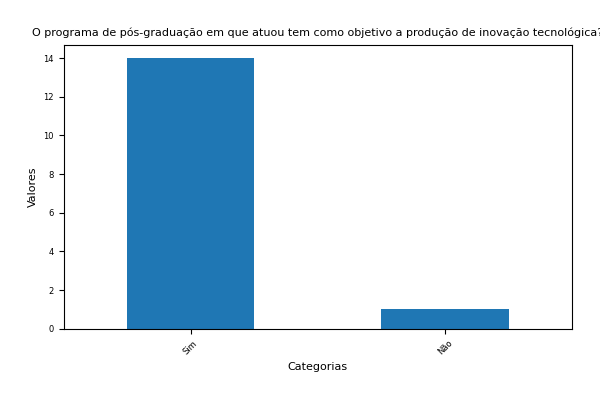 O programa de pós-graduação em que atuou tem como objetivo a produção de inovação tecnológica?
14
12
10
8
6
4
2
0
Valores
Sim
Não
Categorias